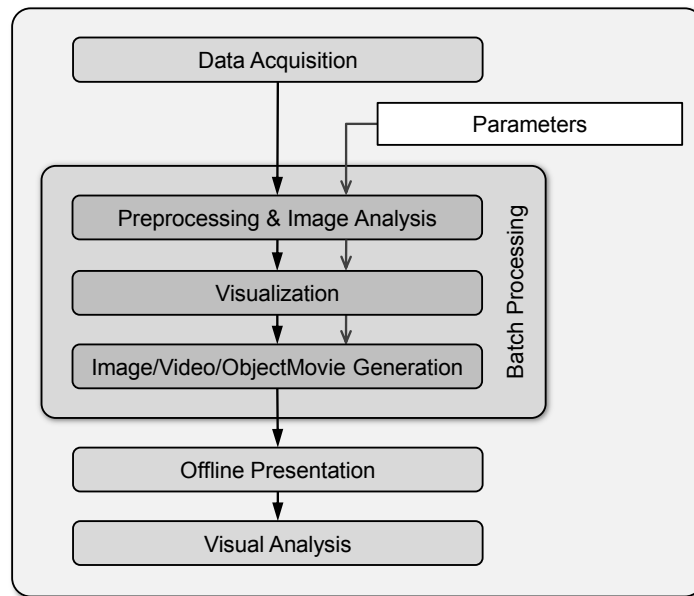 Data Acquisition
Parameters
Preprocessing & Image Analysis
Visualization
Image/Video/ObjectMovie Generation
Batch Processing
Offline Presentation
Visual Analysis